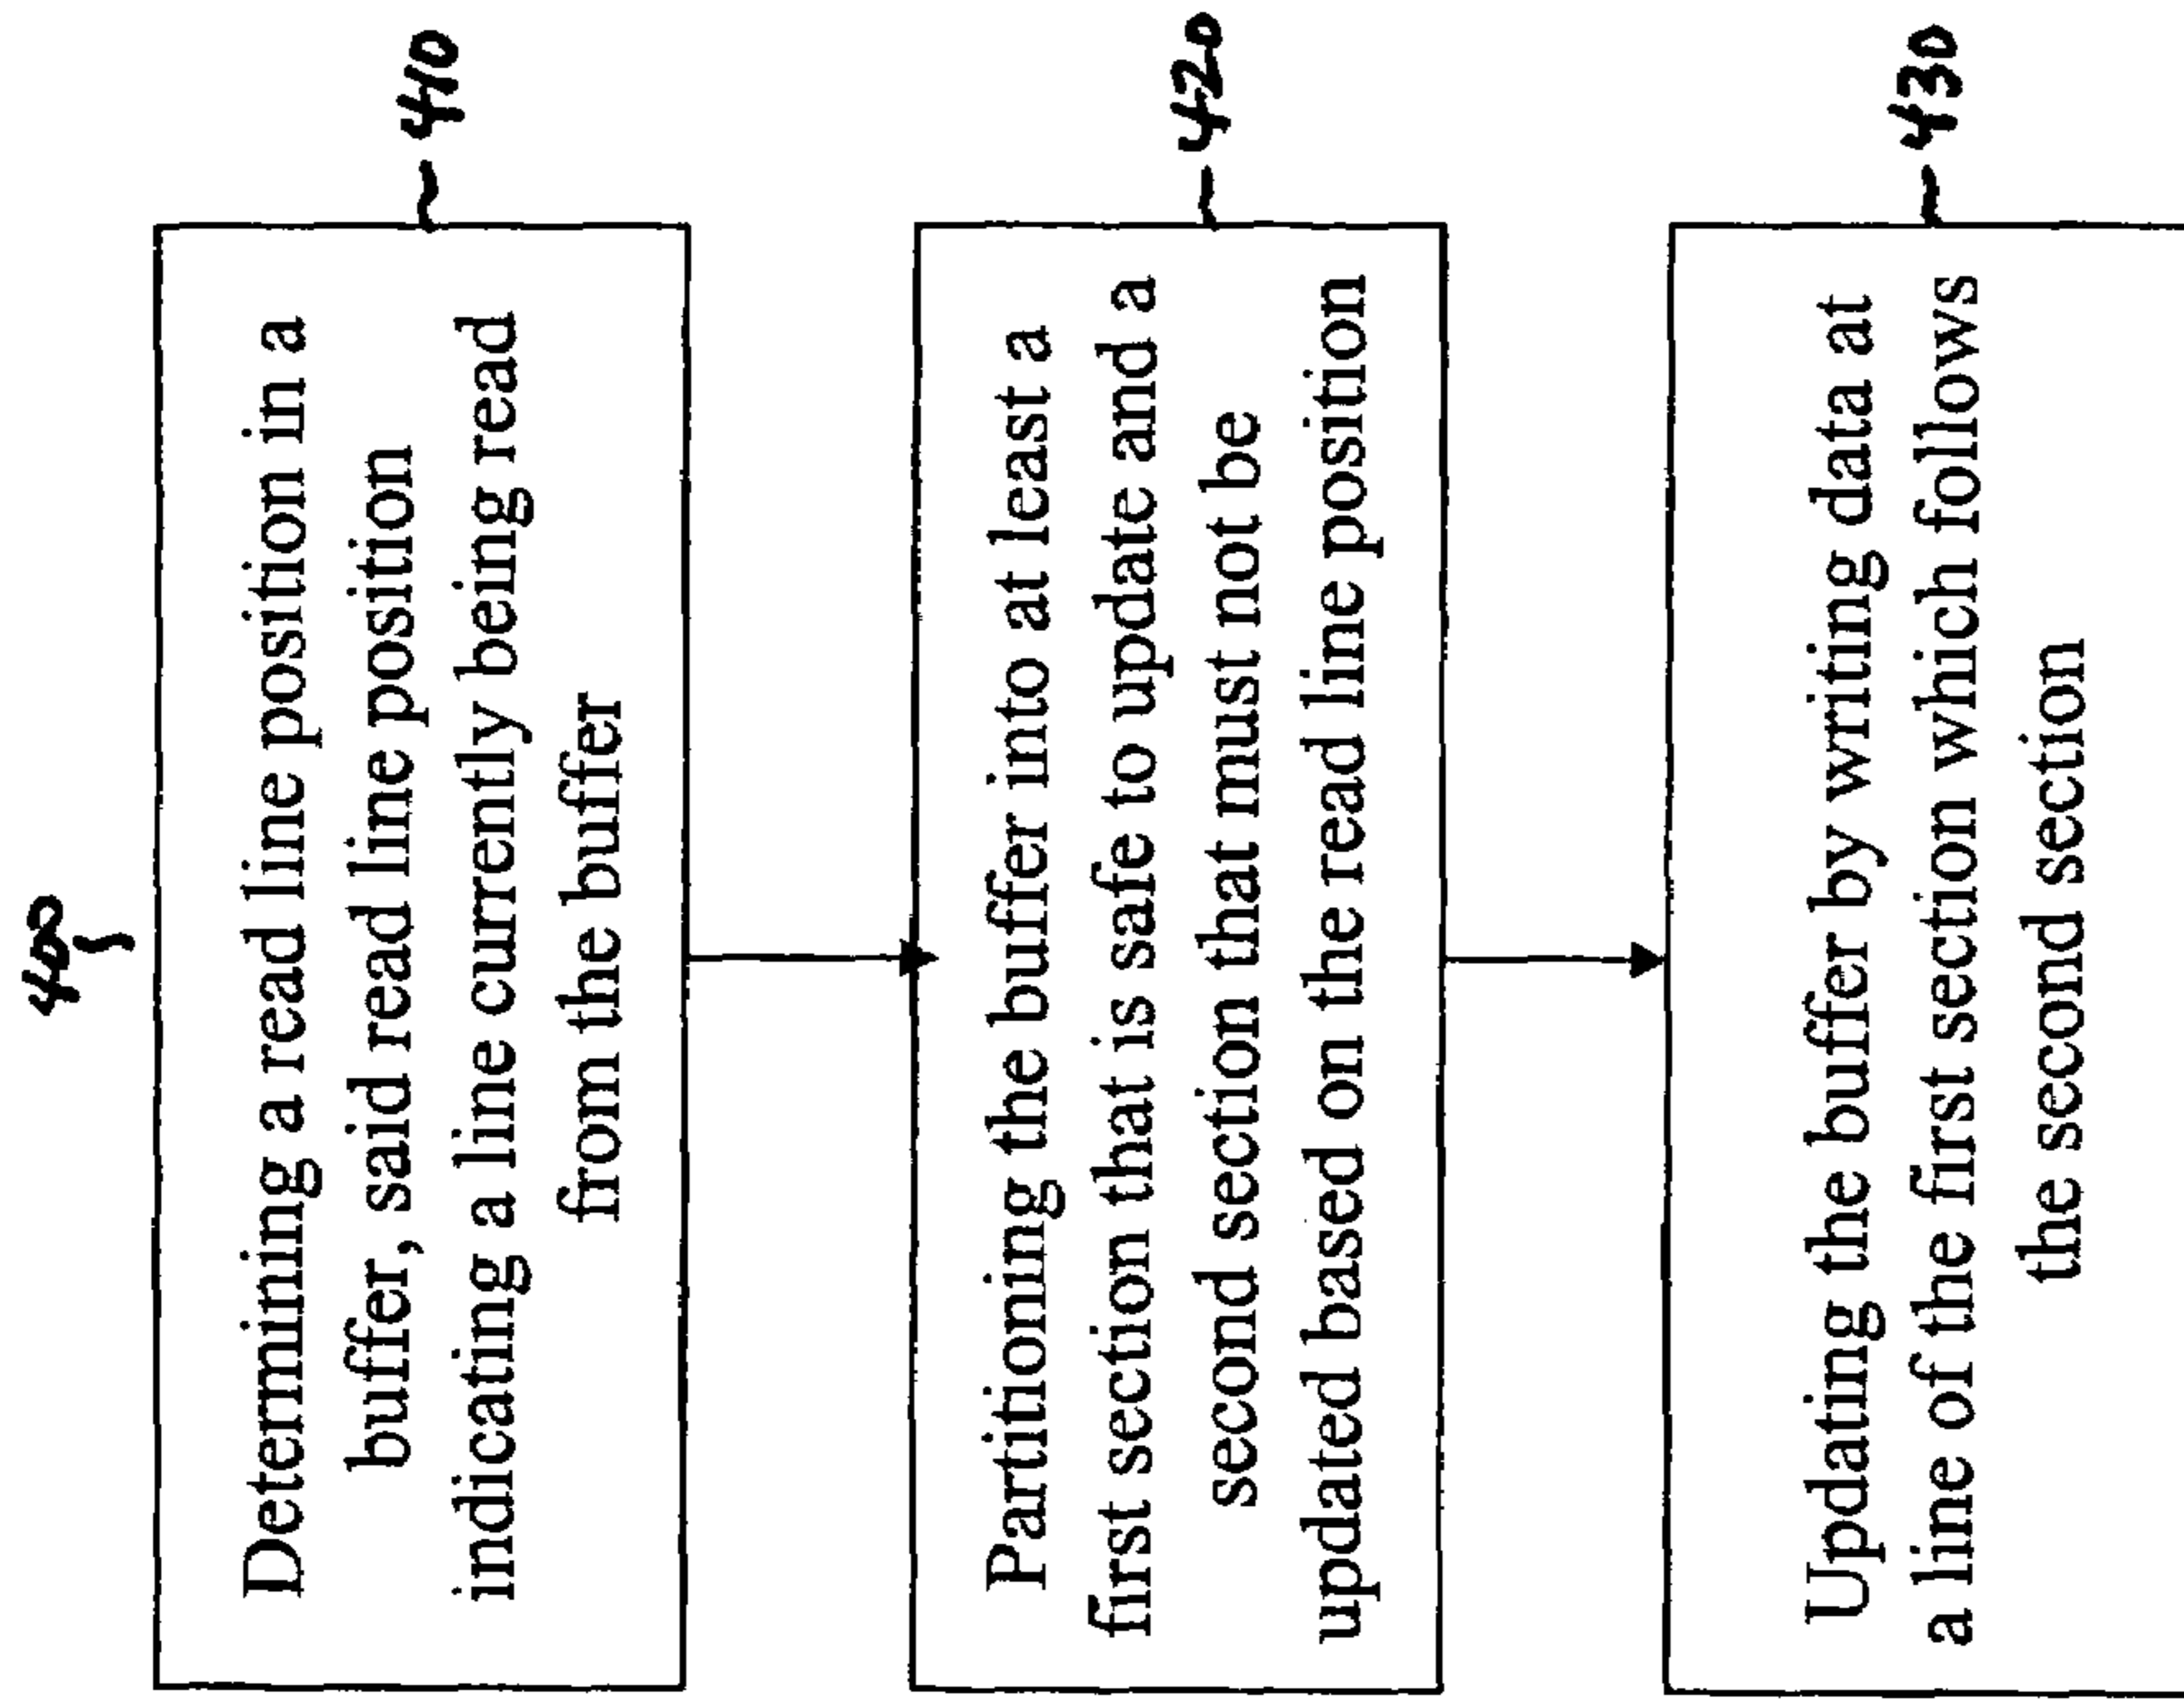 400
Determining a read line position in a
buffer, said read line position
indicating a line currently being read
from the buffer
410
Partitioning the buffer into at least a
first section that is safe to update and a
second section that must not be
updated based on the read line position
420
Updating the buffer by writing data at
a line of the first section which follows
the second section
430